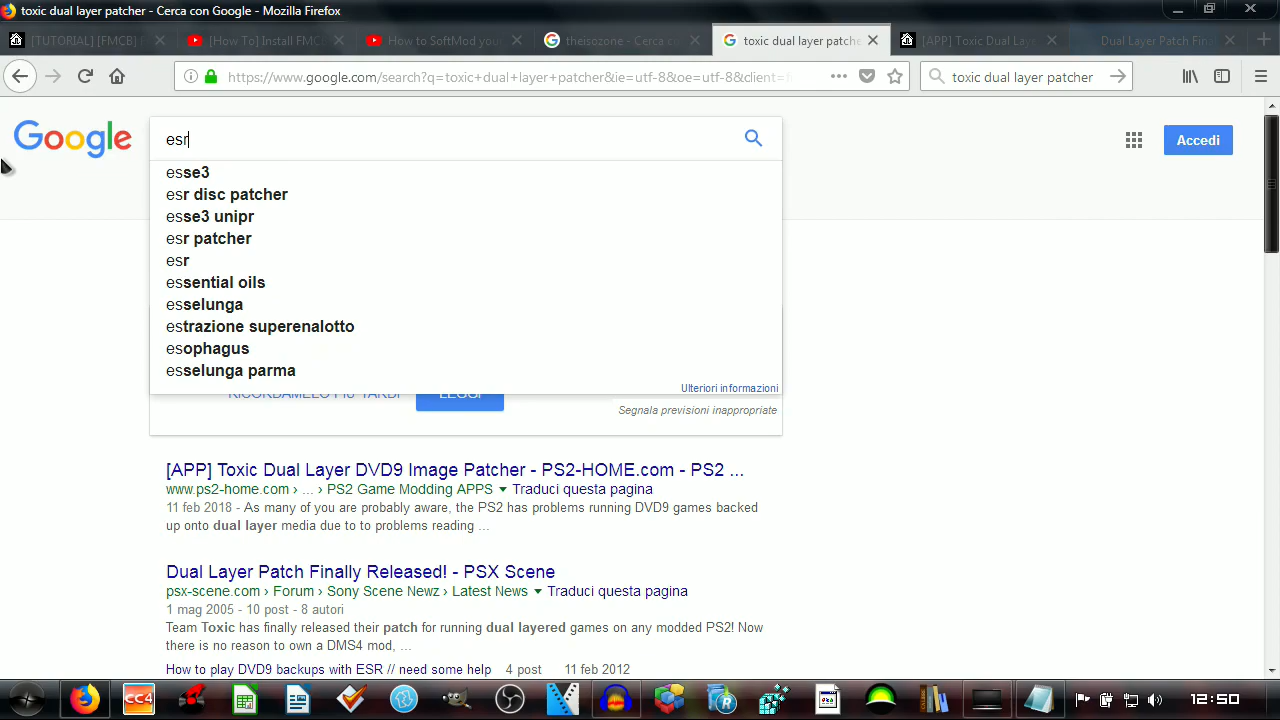 toxic dual layer patcher - Cerca con Google - Mozilla Firefox
[TUTORIAL] [FMCB]
[How To] Install FMC
How to SoftMod your
theisozone - Cerca c
toxic dual layer patche
[APP] Toxic Dual Lay
Dual Layer Patch Fina
https://www.google.com/search?q=toxic+dual+layer+patcher&ie=utf-8&oe=utf-8&client=f
toxic dual layer patcher
Google
esr
Accedi
esse3
esr disc patcher
esse3 unipr
esr patcher
esr
essential oils
esselunga
estrazione superenalotto
esophagus
esselunga parma
Ulteriori informazioni
RICORDAMELO PIÙ TARDI
LEGGI
Segnala previsioni inappropriate
[APP] Toxic Dual Layer DVD9 Image Patcher - PS2-HOME.com - PS2 ...
www.ps2-home.com › ... › PS2 Game Modding APPS ▼ Traduci questa pagina
11 feb 2018 - As many of you are probably aware, the PS2 has problems running DVD9 games backed
up onto dual layer media due to to problems reading ...
Dual Layer Patch Finally Released! - PSX Scene
psx-scene.com › Forum › Sony Scene Newz › Latest News ▼ Traduci questa pagina
1 mag 2005 - 10 post - 8 autori
Team Toxic has finally released their patch for running dual layered games on any modded PS2! Now
there is no reason to own a DMS4 mod, ...
How to play DVD9 backups with ESR // need some help 4 post 11 feb 2012
CC4
12:50